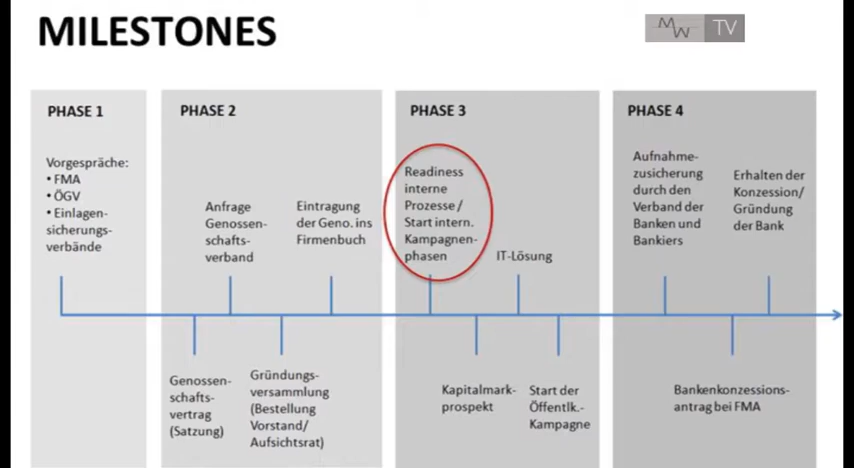 MILESTONES
MW TV
PHASE 1
Vorgespräche:
• FMA
• ÖGV
• Einlagen-
sicherungs-
verbände
PHASE 2
Anfrage
Genossen-
schafts-
verband
Eintragung
der Geno. ins
Firmenbuch
Genossen-
schafts-
vertrag
(Satzung)
Gründungs-
versammlung
(Bestellung
Vorstand/
Aufsichtsrat)
PHASE 3
Readiness
interne
Prozesse /
Start intern.
Kampagnen-
phasen
IT-Lösung
Kapitalmark-
prospekt
Start der
Öffentlk.-
Kampagne
PHASE 4
Aufnahme-
zusicherung
durch den
Verband der
Banken und
Bankiers
Erhalten der
Konzession/
Gründung
der Bank
Bankenkonzessions-
antrag bei FMA